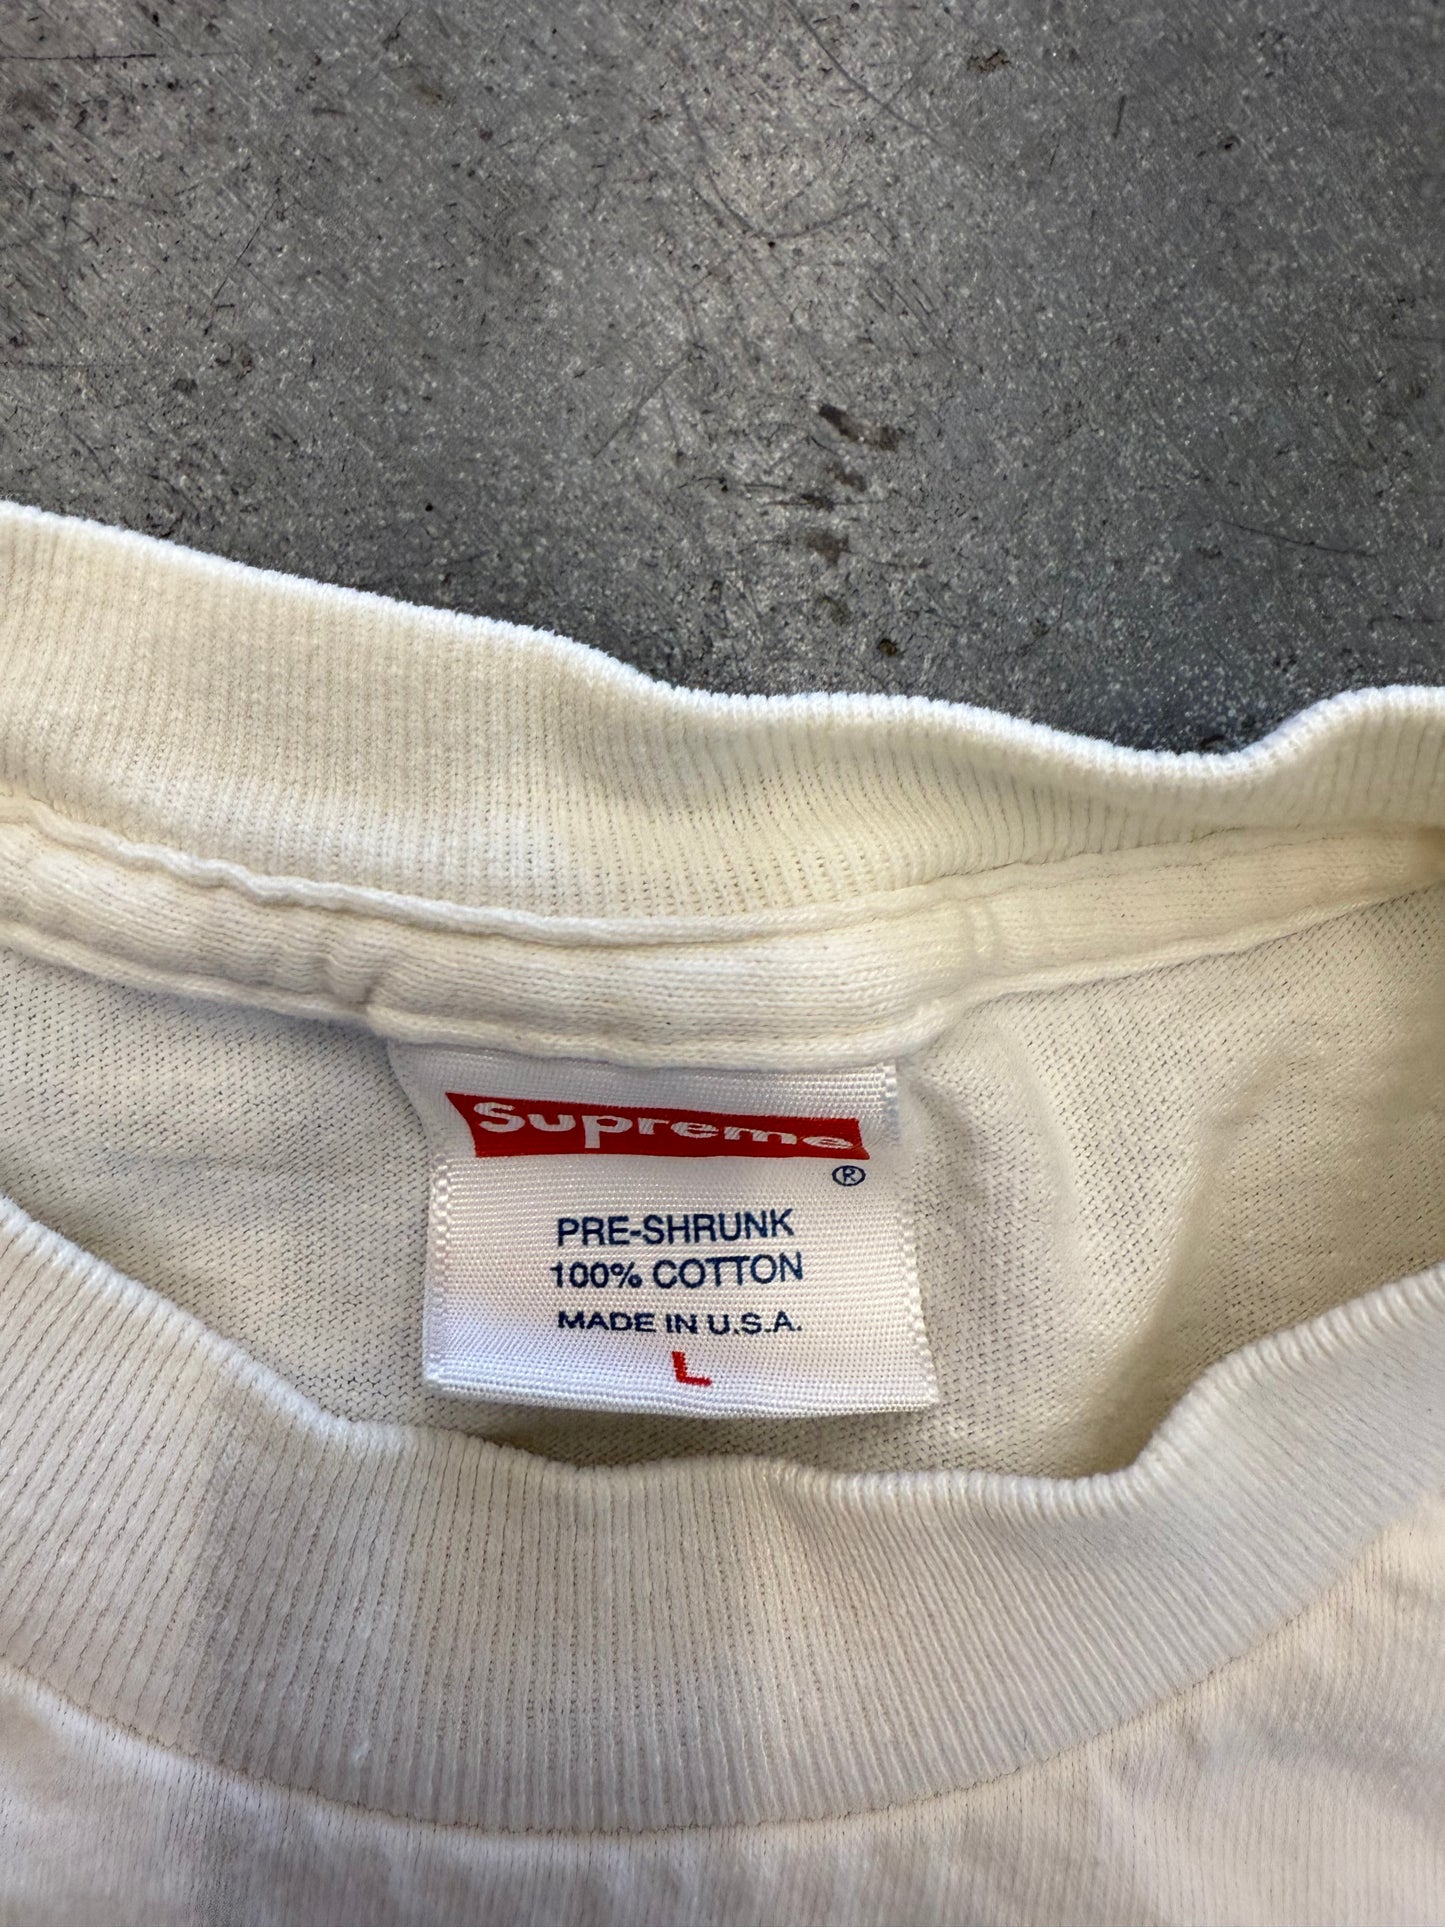 Supreme
®
PRE-SHRUNK
100% COTTON
MADE IN U.S.A.
L